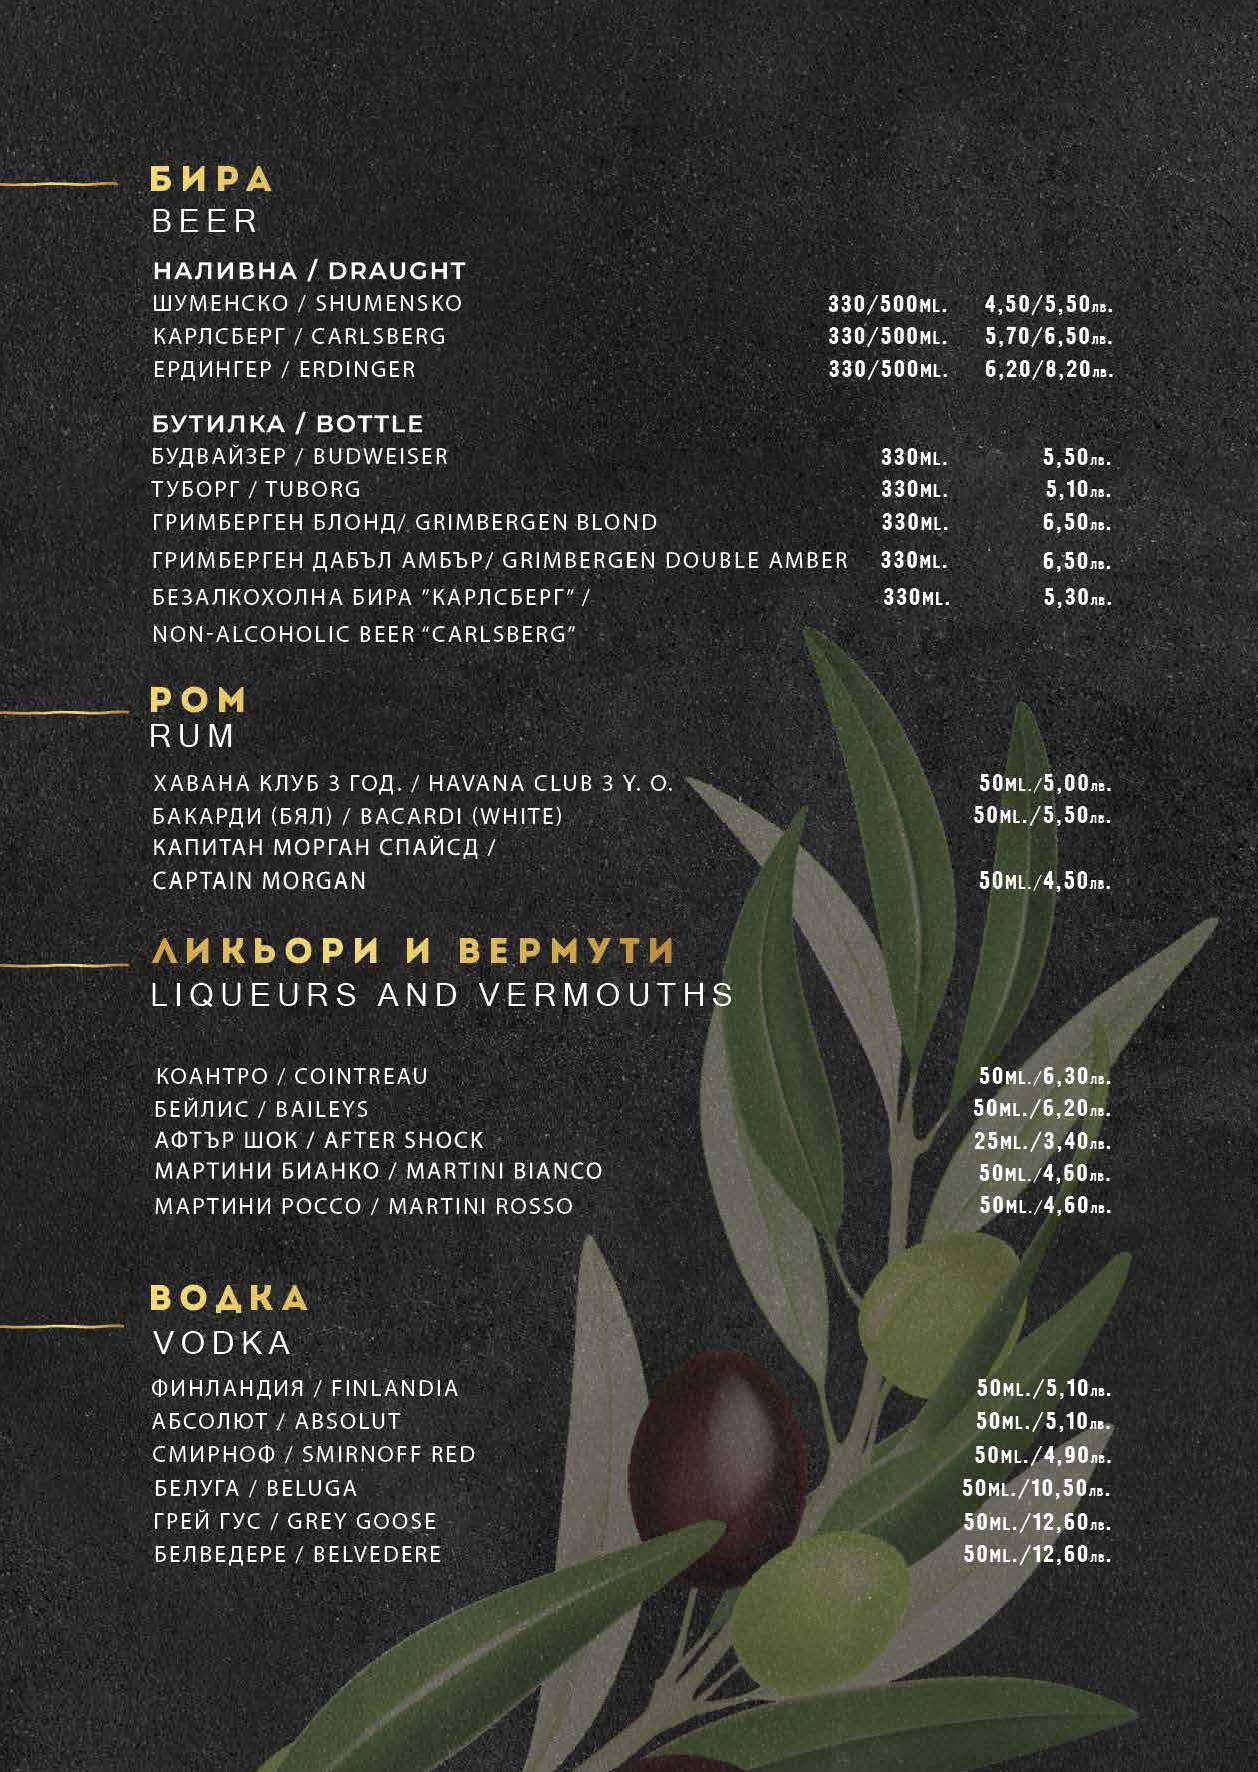 БИРА
BEER
НАЛИВНА / DRAUGHT
ШУМЕНСКО / SHUMENSKO 330/500ML. 4,50/5,50лв.
КАРЛСБЕРГ / CARLSBERG 330/500ML. 5,70/6,50лв.
ЕРДИНГЕР / ERDINGER 330/500ML. 6,20/8,20лв.
БУТИЛКА / BOTTLE
БУДВАЙЗЕР / BUDWEISER 330ML. 5,50лв.
ТУБОРГ / TUBORG 330ML. 5,10лв.
ГРИМБЕРГЕН БЛОНД/ GRIMBERGEN BLOND 330ML. 6,50лв.
ГРИМБЕРГЕН ДАБЪЛ АМБЪР/ GRIMBERGEN DOUBLE AMBER 330ML. 6,50лв.
БЕЗАЛКОХОЛНА БИРА ”КАРЛСБЕРГ” / 330ML. 5,30лв.
NON-ALCOHOLIC BEER “CARLSBERG”
РОМ
RUM
ХАВАНА КЛУБ 3 ГОД. / HAVANA CLUB 3 Y. O. 50ML./5,00лв.
БАКАРДИ (БЯЛ) / BACARDI (WHITE) 50ML./5,50лв.
КАПИТАН МОРГАН СПАЙСД /
CAPTAIN MORGAN 50ML./4,50лв.
ЛИКЬОРИ И ВЕРМУТИ
LIQUEURS AND VERMOUTHS
КОАНТРО / COINTREAU 50ML./6,30лв.
БЕЙЛИС / BAILEYS 50ML./6,20лв.
АФТЪР ШОК / AFTER SHOCK 25ML./3,40лв.
МАРТИНИ БИАНКО / MARTINI BIANCO 50ML./4,60лв.
МАРТИНИ РОССО / MARTINI ROSSO 50ML./4,60лв.
ВОДКА
VODKA
ФИНЛАНДИЯ / FINLANDIA 50ML./5,10лв.
АБСОЛЮТ / ABSOLUT 50ML./5,10лв.
СМИРНОФ / SMIRNOFF RED 50ML./4,90лв.
БЕЛУГА / BELUGA 50ML./10,50лв.
ГРЕЙ ГУС / GREY GOOSE 50ML./12,60лв.
БЕЛВЕДЕРЕ / BELVEDERE 50ML./12,60лв.